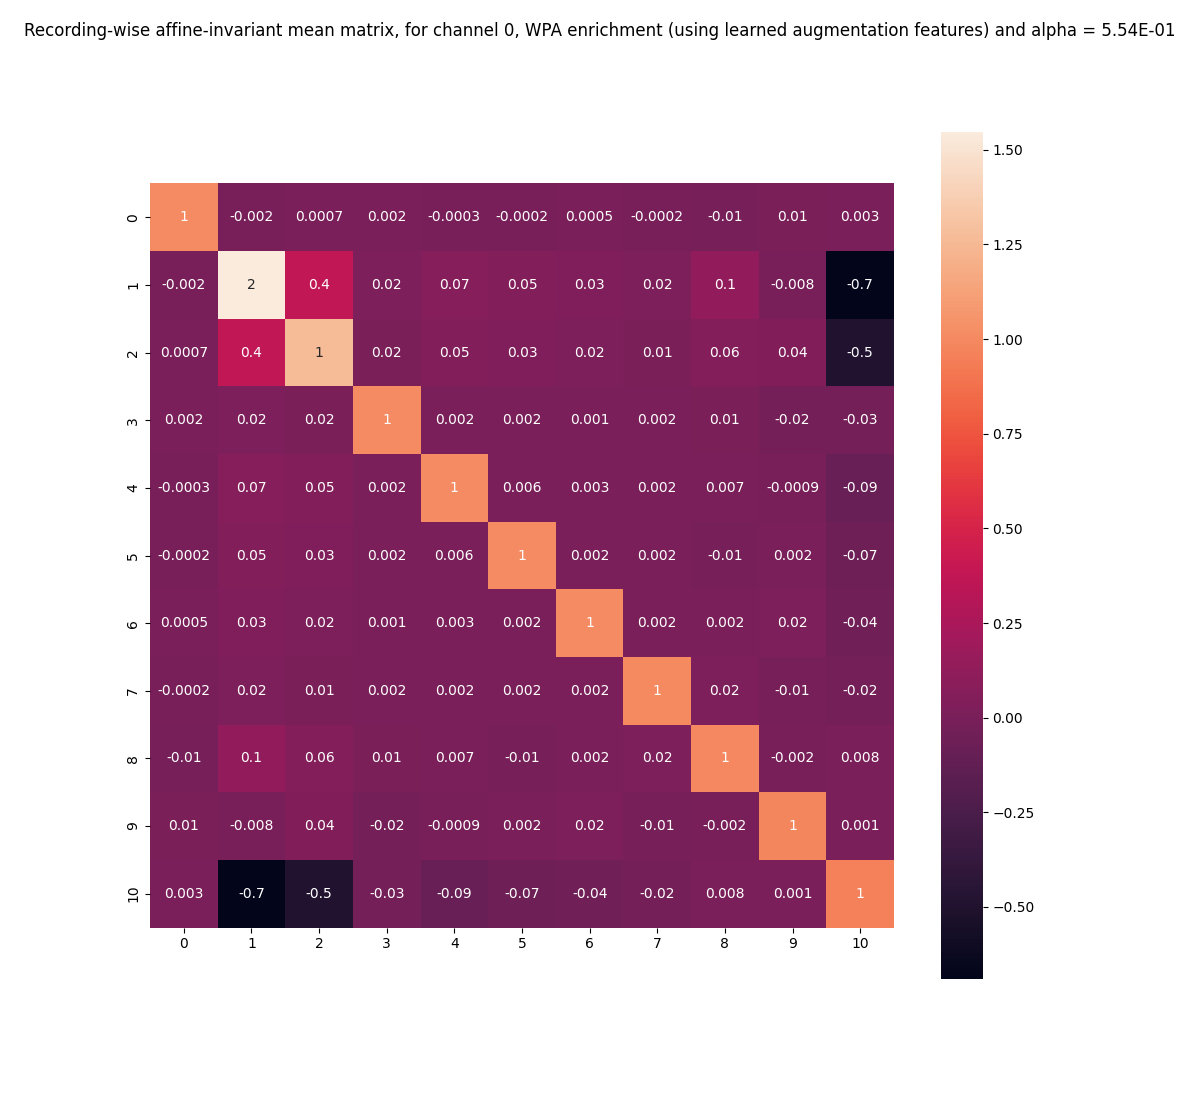 Recording-wise affine-invariant mean matrix, for channel 0, WPA enrichment (using learned augmentation features) and alpha = 5.54E-01
0 1 -0.002 0.0007 0.002 -0.0003 -0.0002 0.0005 -0.0002 -0.01 0.01 0.003
1 -0.002 2 0.4 0.02 0.07 0.05 0.03 0.02 0.1 -0.008 -0.7
2 0.0007 0.4 1 0.02 0.05 0.03 0.02 0.01 0.06 0.04 -0.5
3 0.002 0.02 0.02 1 0.002 0.002 0.001 0.002 0.01 -0.02 -0.03
4 -0.0003 0.07 0.05 0.002 1 0.006 0.003 0.002 0.007 -0.0009 -0.09
5 -0.0002 0.05 0.03 0.002 0.006 1 0.002 0.002 -0.01 0.002 -0.07
6 0.0005 0.03 0.02 0.001 0.003 0.002 1 0.002 0.002 0.02 -0.04
7 -0.0002 0.02 0.01 0.002 0.002 0.002 0.002 1 0.02 -0.01 -0.02
8 -0.01 0.1 0.06 0.01 0.007 -0.01 0.002 0.02 1 -0.002 0.008
9 0.01 -0.008 0.04 -0.02 -0.0009 0.002 0.02 -0.01 -0.002 1 0.001
10 0.003 -0.7 -0.5 -0.03 -0.09 -0.07 -0.04 -0.02 0.008 0.001 1
0 1 2 3 4 5 6 7 8 9 10
1.50
1.25
1.00
0.75
0.50
0.25
0.00
−0.25
−0.50